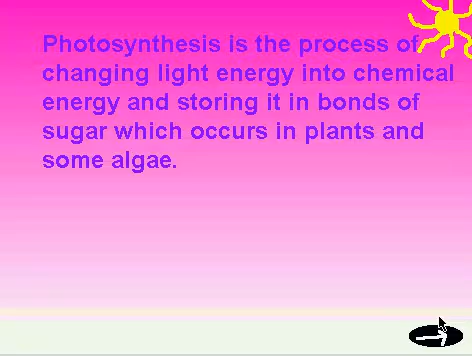 Photosynthesis is the process of
changing light energy into chemical
energy and storing it in bonds of
sugar which occurs in plants and
some algae.